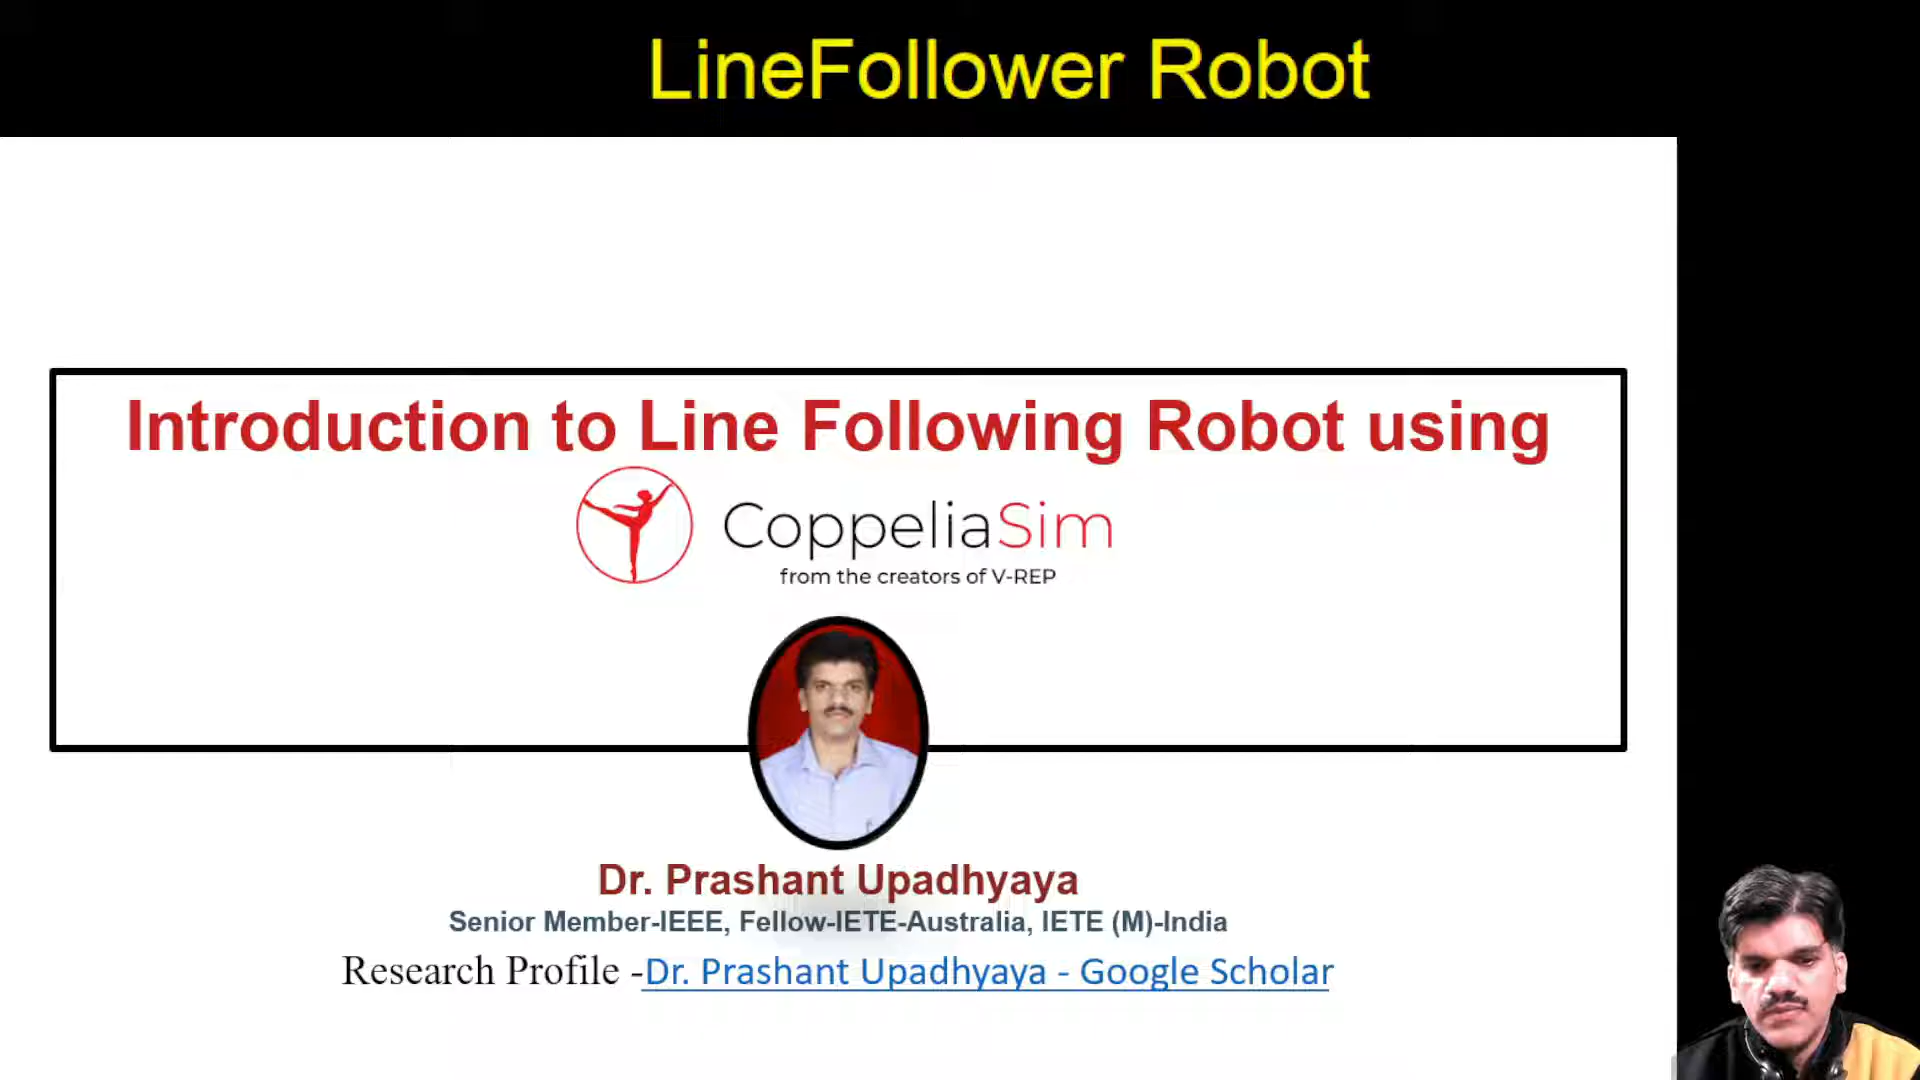 LineFollower Robot
Introduction to Line Following Robot using
CoppeliaSim
from the creators of V-REP
Dr. Prashant Upadhyaya
Senior Member-IEEE, Fellow-IETE-Australia, IETE (M)-India
Research Profile -Dr. Prashant Upadhyaya - Google Scholar